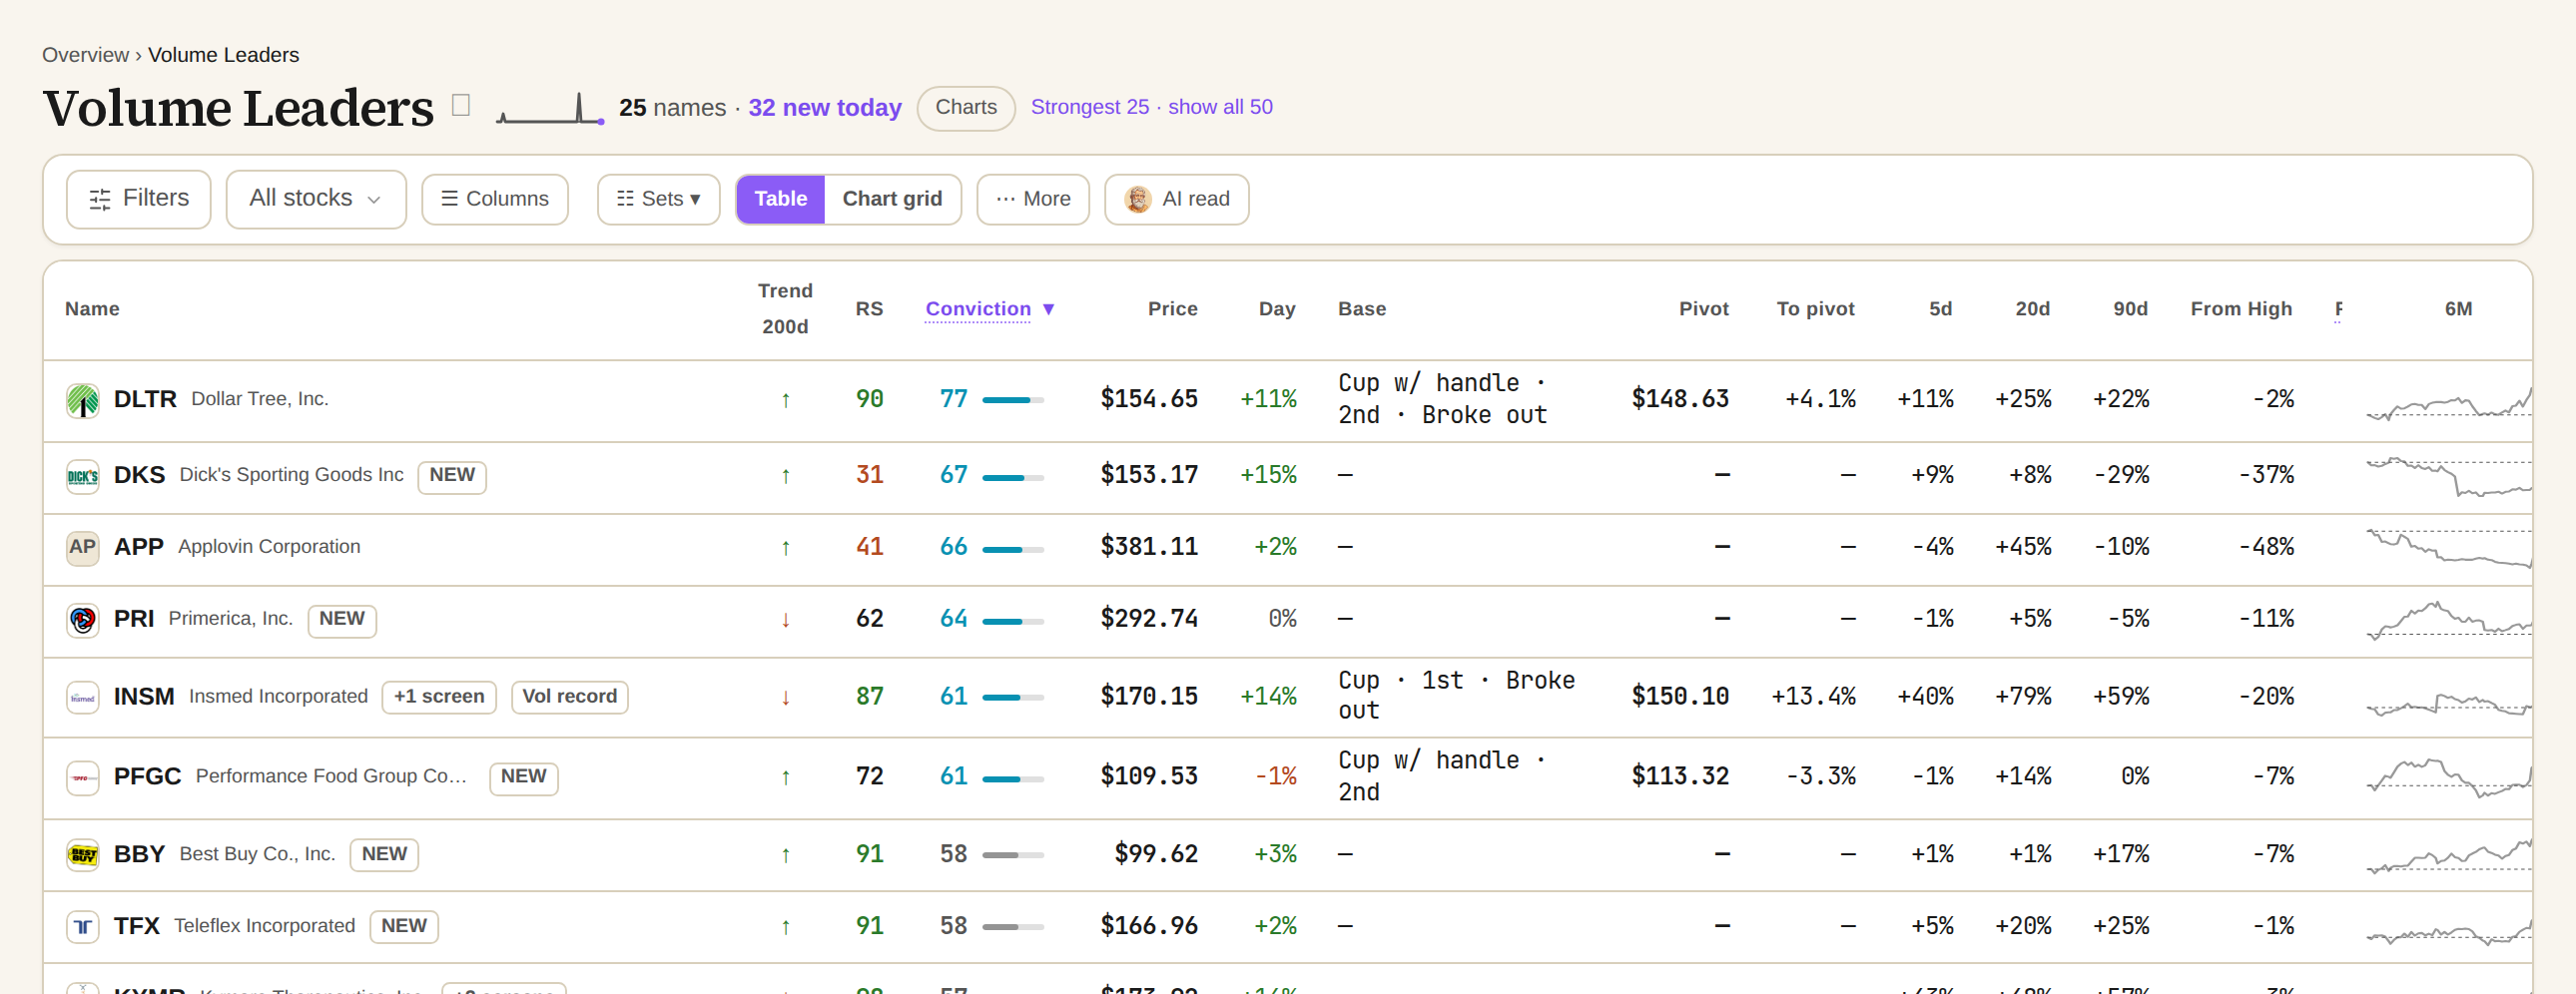 Overview › Volume Leaders
Volume Leaders 25 names · 32 new today Charts Strongest 25 · show all 50
Filters All stocks Columns Sets ▾ Table Chart grid ··· More AI read
Name Trend 200d RS Conviction ▼ Price Day Base Pivot To pivot 5d 20d 90d From High 6M
DLTR Dollar Tree, Inc. ↑ 90 77 $154.65 +11% Cup w/ handle · 2nd · Broke out $148.63 +4.1% +11% +25% +22% -2%
DICK'S DKS Dick's Sporting Goods Inc NEW ↑ 31 67 $153.17 +15% — — — +9% +8% -29% -37%
AP APP Applovin Corporation ↑ 41 66 $381.11 +2% — — — -4% +45% -10% -48%
PRI Primerica, Inc. NEW ↓ 62 64 $292.74 0% — — — -1% +5% -5% -11%
INSM Insmed Incorporated +1 screen Vol record ↓ 87 61 $170.15 +14% Cup · 1st · Broke out $150.10 +13.4% +40% +79% +59% -20%
PFGC Performance Food Group Co… NEW ↑ 72 61 $109.53 -1% Cup w/ handle · 2nd $113.32 -3.3% -1% +14% 0% -7%
BEST BUY BBY Best Buy Co., Inc. NEW ↑ 91 58 $99.62 +3% — — — +1% +1% +17% -7%
TFX Teleflex Incorporated NEW ↑ 91 58 $166.96 +2% — — — +5% +20% +25% -1%